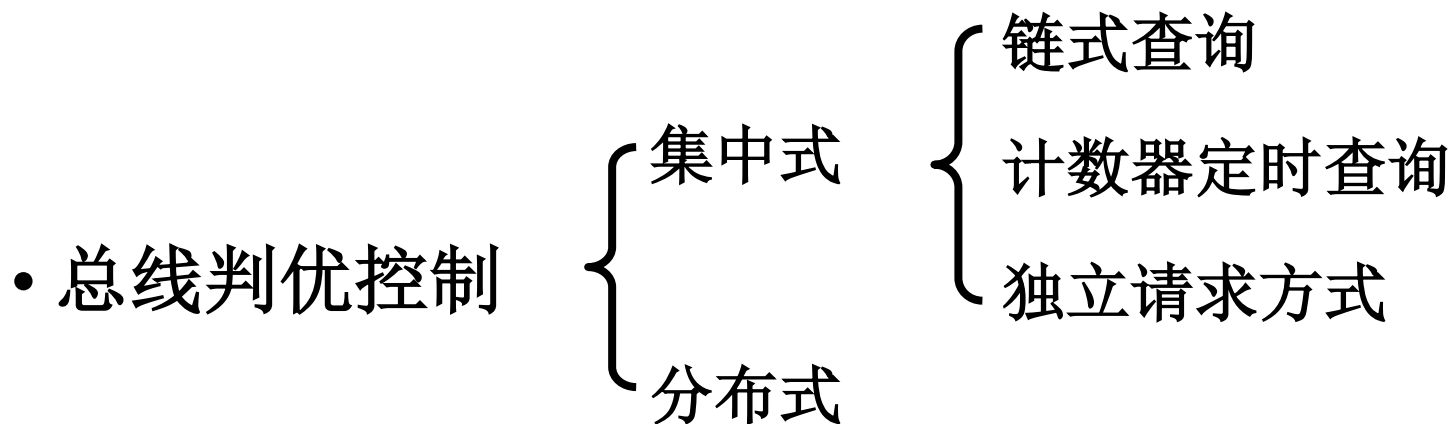 链式查询
集中式
计数器定时查询
• 总线判优控制
独立请求方式
分布式